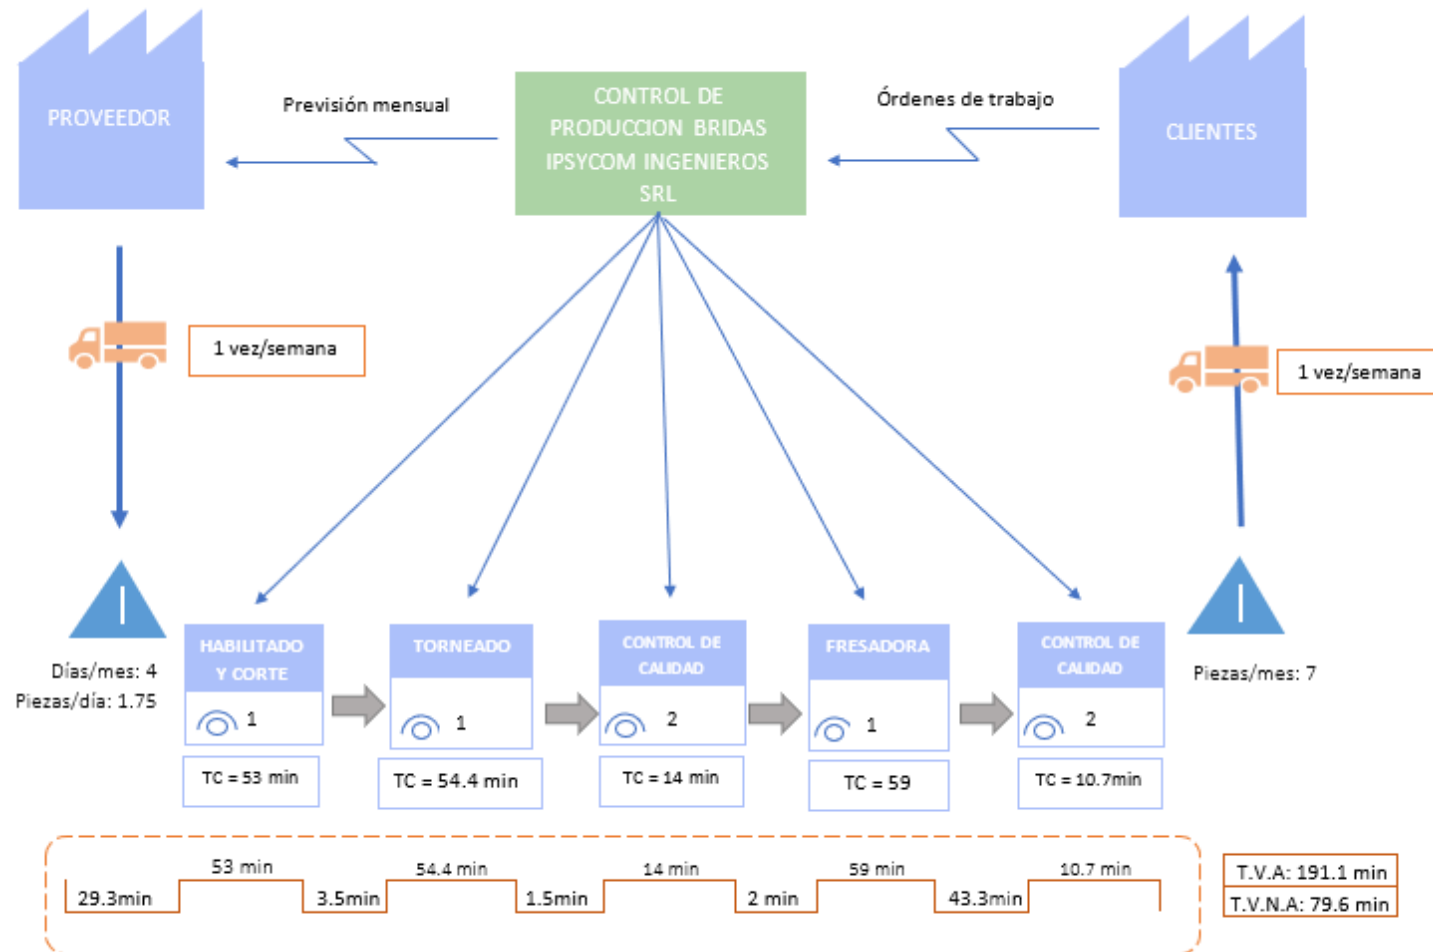 PROVEEDOR
Previsión mensual
CONTROL DE
PRODUCCION BRIDAS
IPSYCOM INGENIEROS
SRL
Órdenes de trabajo
CLIENTES
1 vez/semana
1 vez/semana
I
Días/mes: 4
Piezas/día: 1.75
HABILITADO
Y CORTE
1
TC = 53 min
TORNEADO
1
TC = 54.4 min
CONTROL DE
CALIDAD
2
TC = 14 min
FRESADORA
1
TC = 59
CONTROL DE
CALIDAD
2
TC = 10.7min
I
Piezas/mes: 7
29.3min
53 min
3.5min
54.4 min
1.5min
14 min
2 min
59 min
43.3min
10.7 min
T.V.A: 191.1 min
T.V.N.A: 79.6 min